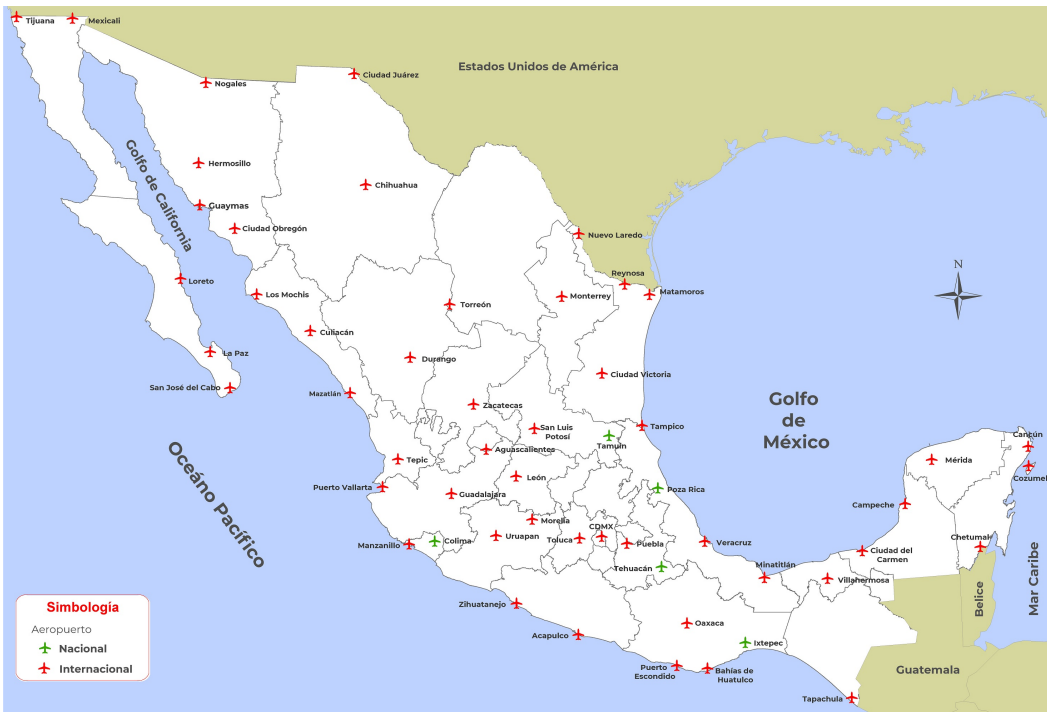 Tijuana
Mexicali
Estados Unidos de América
Ciudad Juárez
Nogales
Golfo de California
Hermosillo
Chihuahua
Guaymas
Ciudad Obregón
Nuevo Laredo
Reynosa
Loreto
Los Mochis
Torreón
Monterrey
Matamoros
N
Culiacán
La Paz
Durango
San José del Cabo
Mazatlán
Ciudad Victoria
Zacatecas
Golfo
de
México
San Luis
Potosí
Tamuin
Tampico
Aguascalientes
Cancún
Tepic
Mérida
Cozumel
León
Puerto Vallarta
Guadalajara
Poza Rica
Océano Pacífico
Campeche
Morelia
CDMX
Manzanillo
Colima
Uruapan
Toluca
Puebla
Veracruz
Chetumal
Ciudad del
Carmen
Tehuacán
Minatitlán
Villahermosa
Belice
Mar Caribe
Zihuatanejo
Oaxaca
Acapulco
Ixtepec
Puerto
Escondido
Bahías de
Huatulco
Guatemala
Tapachula
Simbología
Aeropuerto
Nacional
Internacional